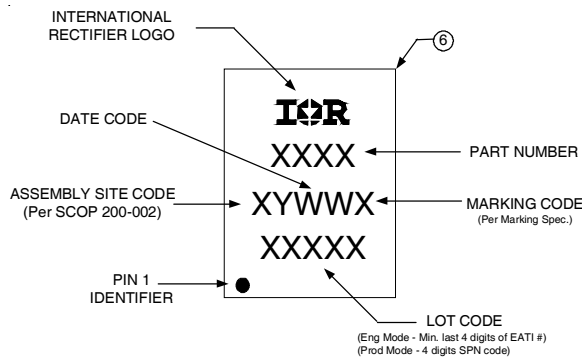 INTERNATIONAL
RECTIFIER LOGO
6
IOR
DATE CODE
XXXX
PART NUMBER
ASSEMBLY SITE CODE
(Per SCOP 200-002)
XYWWX
MARKING CODE
(Per Marking Spec.)
XXXXX
PIN 1
IDENTIFIER
LOT CODE
(Eng Mode - Min. last 4 digits of EATI #)
(Prod Mode - 4 digits SPN code)